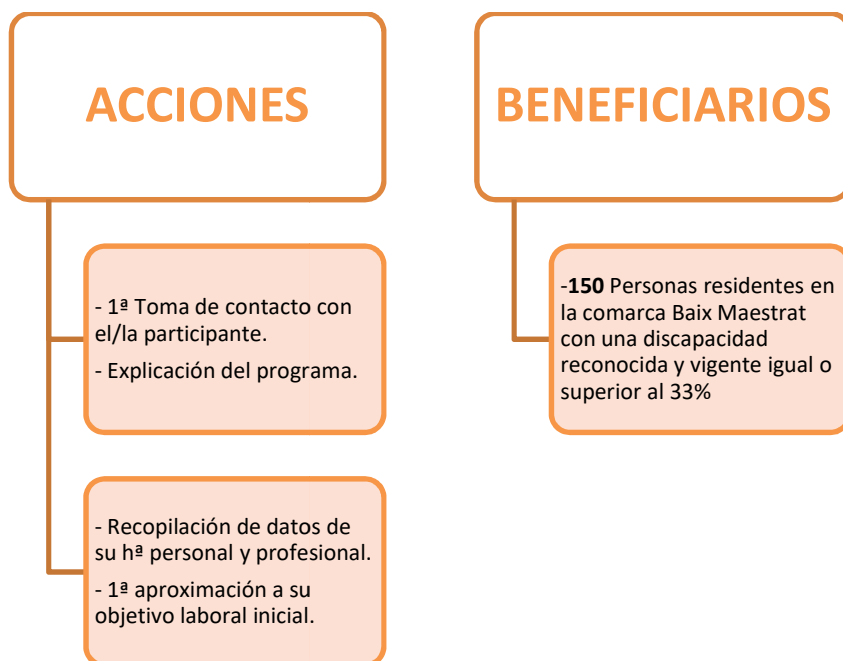 ACCIONES
- 1ª Toma de contacto con
el/la participante.
- Explicación del programa.
- Recopilación de datos de
su hª personal y profesional.
- 1ª aproximación a su
objetivo laboral inicial.
BENEFICIARIOS
-150 Personas residentes en
la comarca Baix Maestrat
con una discapacidad
reconocida y vigente igual o
superior al 33%